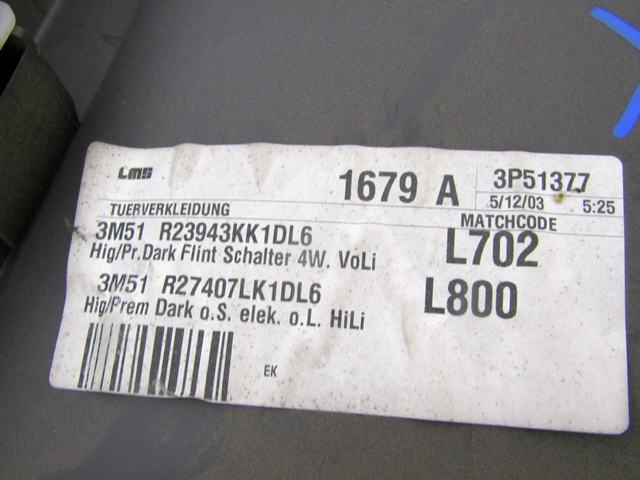 LMS 1679 A 3P51377
5/12/03 5:25
TUERVERKLEIDUNG MATCHCODE
3M51 R23943KK1DL6 L702
Hig/Pr.Dark Flint Schalter 4W. VoLi
3M51 R27407LK1DL6 L800
Hig/Prem Dark o.S. elek. o.L. HiLi
EK